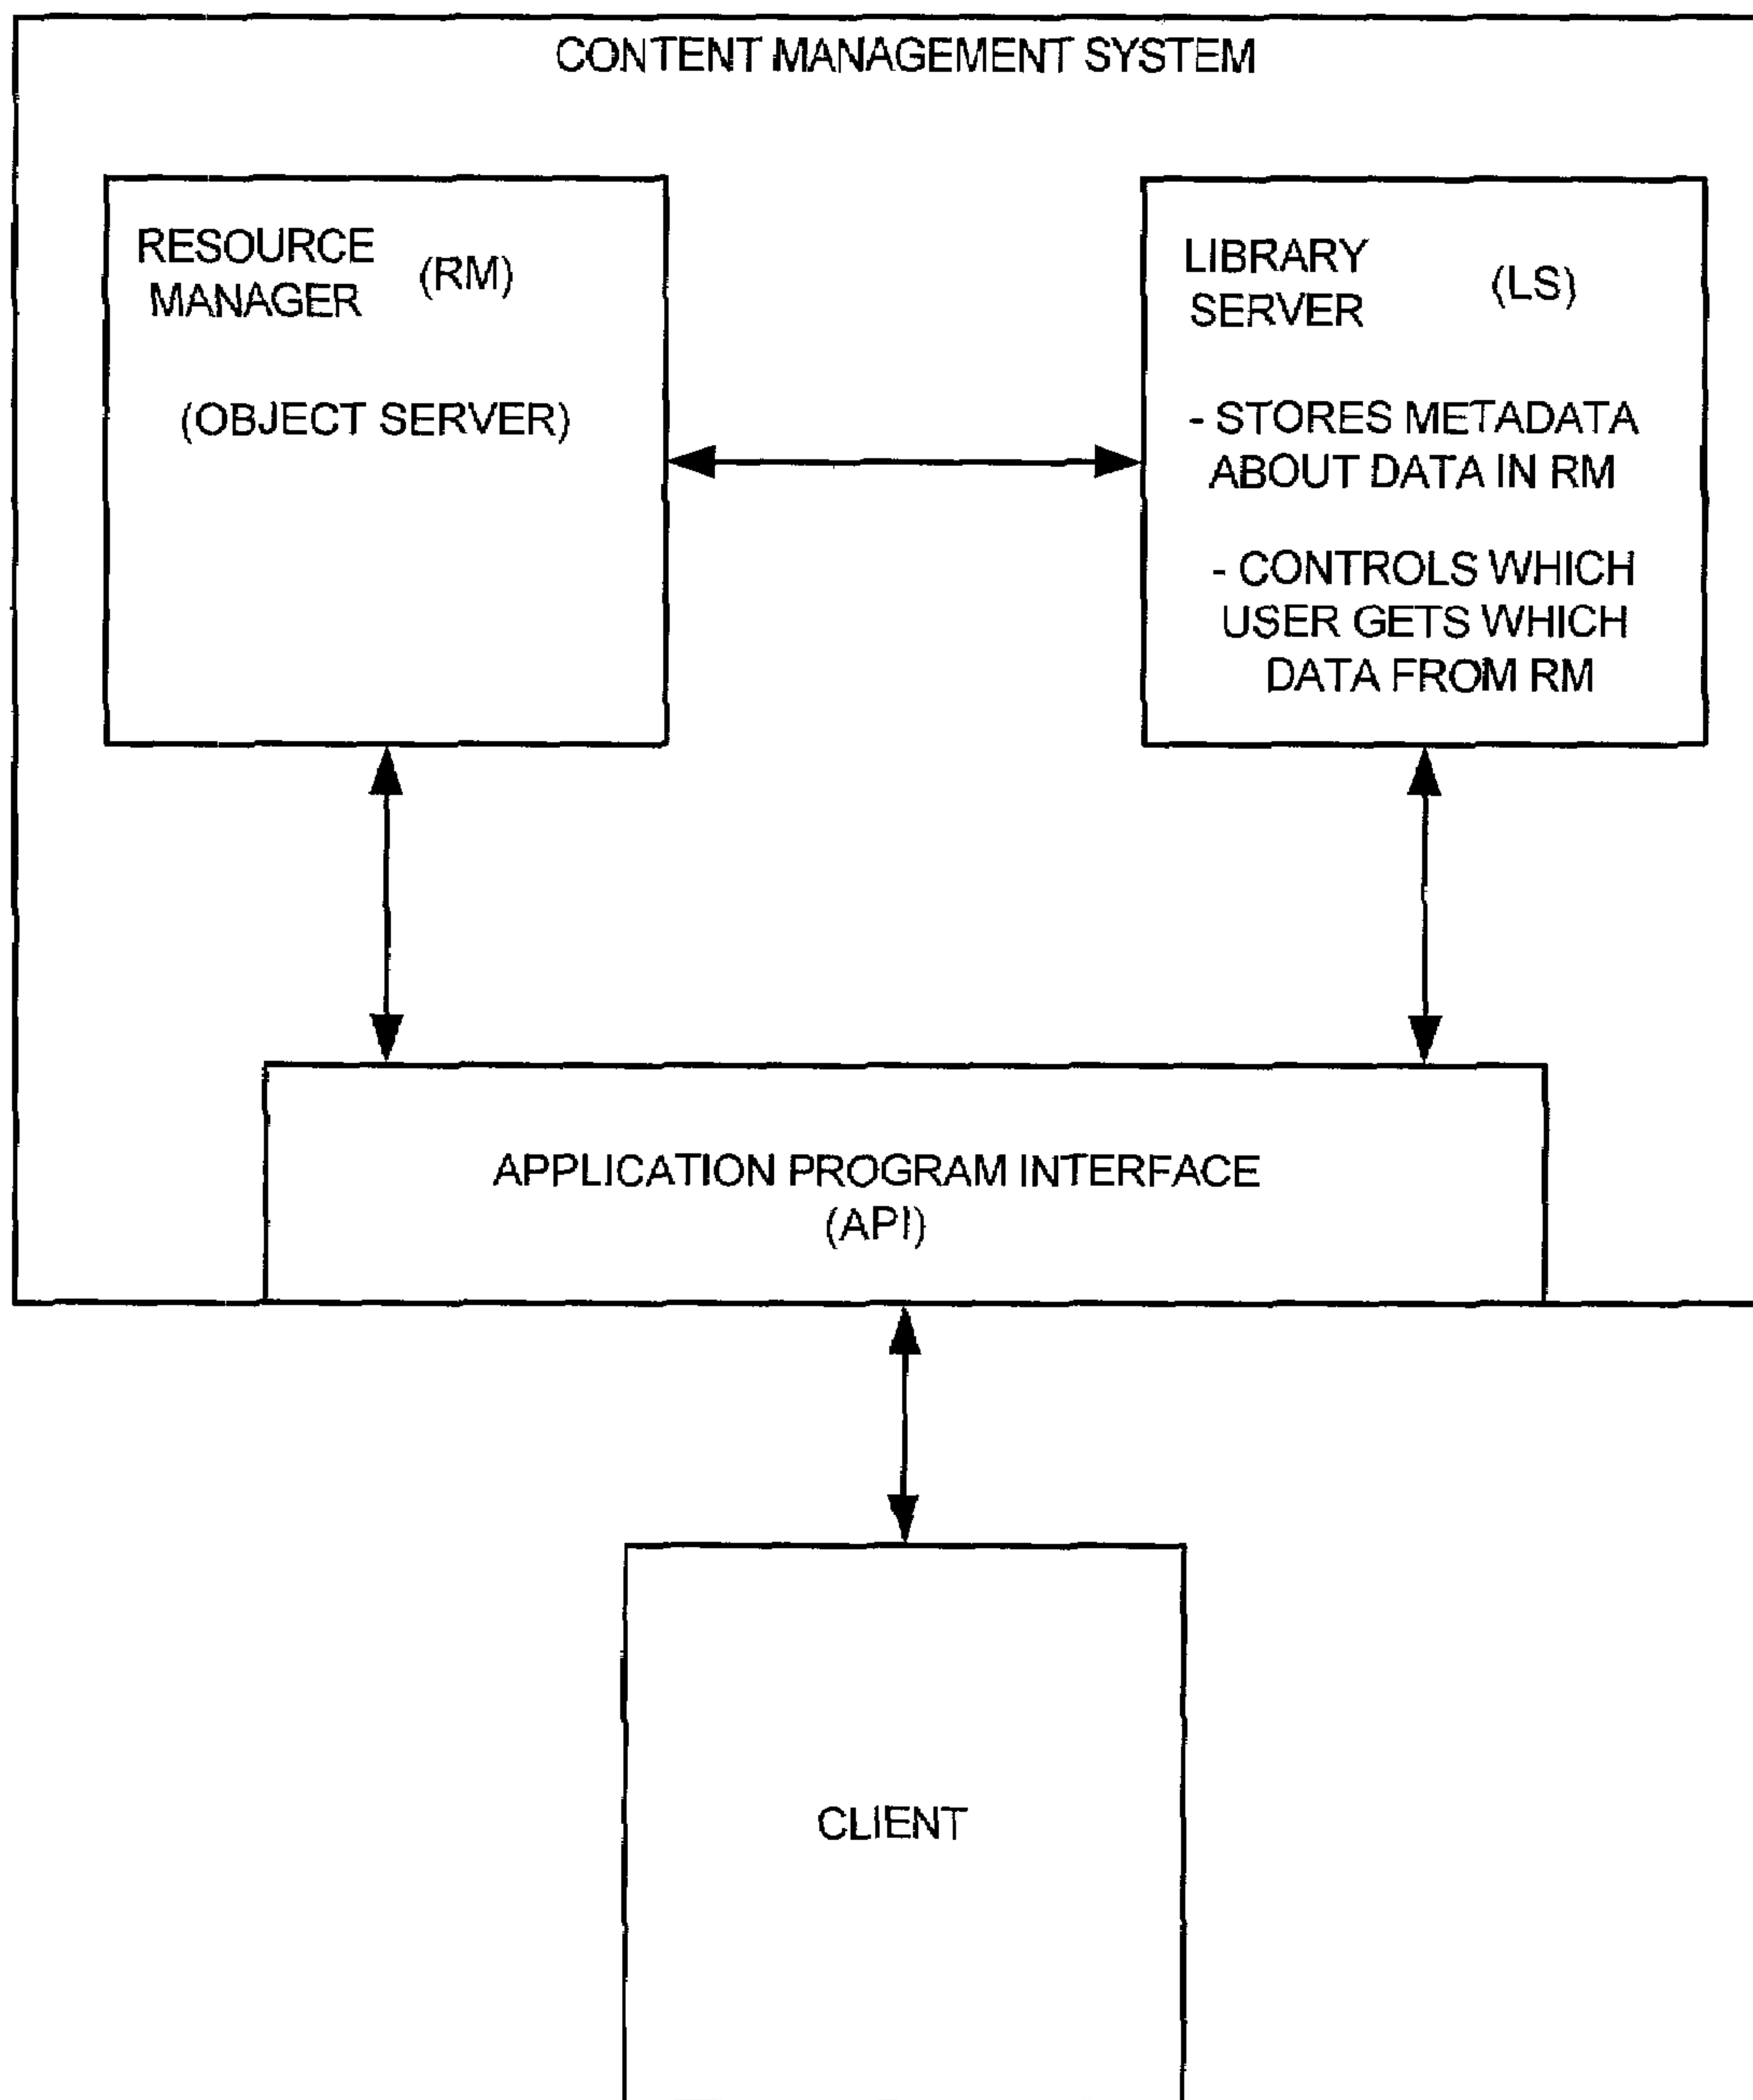 CONTENT MANAGEMENT SYSTEM
RESOURCE
MANAGER
(RM)
(OBJECT SERVER)
LIBRARY
SERVER
(LS)
- STORES METADATA
ABOUT DATA IN RM
- CONTROLS WHICH
USER GETS WHICH
DATA FROM RM
APPLICATION PROGRAM INTERFACE
(API)
CLIENT